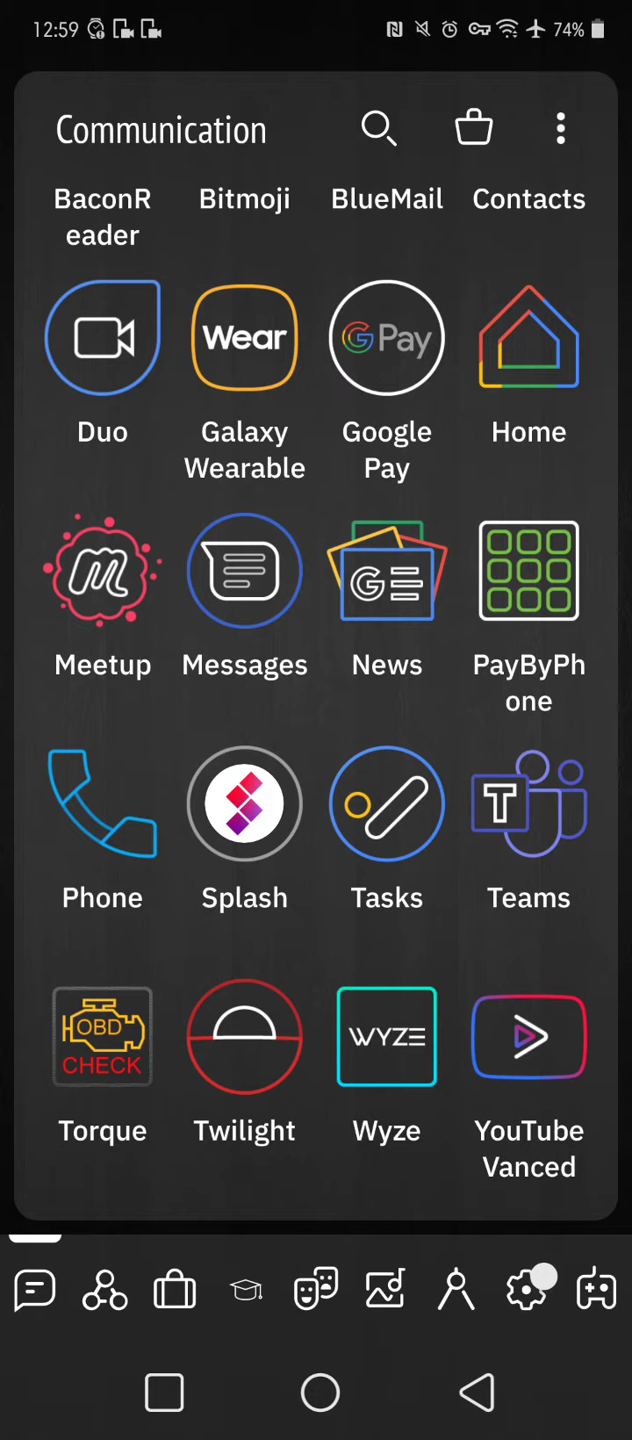 12:59 74%
Communication
BaconR Bitmoji BlueMail Contacts
eader
Wear G Pay
Duo Galaxy Google Home
Wearable Pay
m G
Meetup Messages News PayByPh
one
T
Phone Splash Tasks Teams
OBD WYZE
CHECK
Torque Twilight Wyze YouTube
Vanced